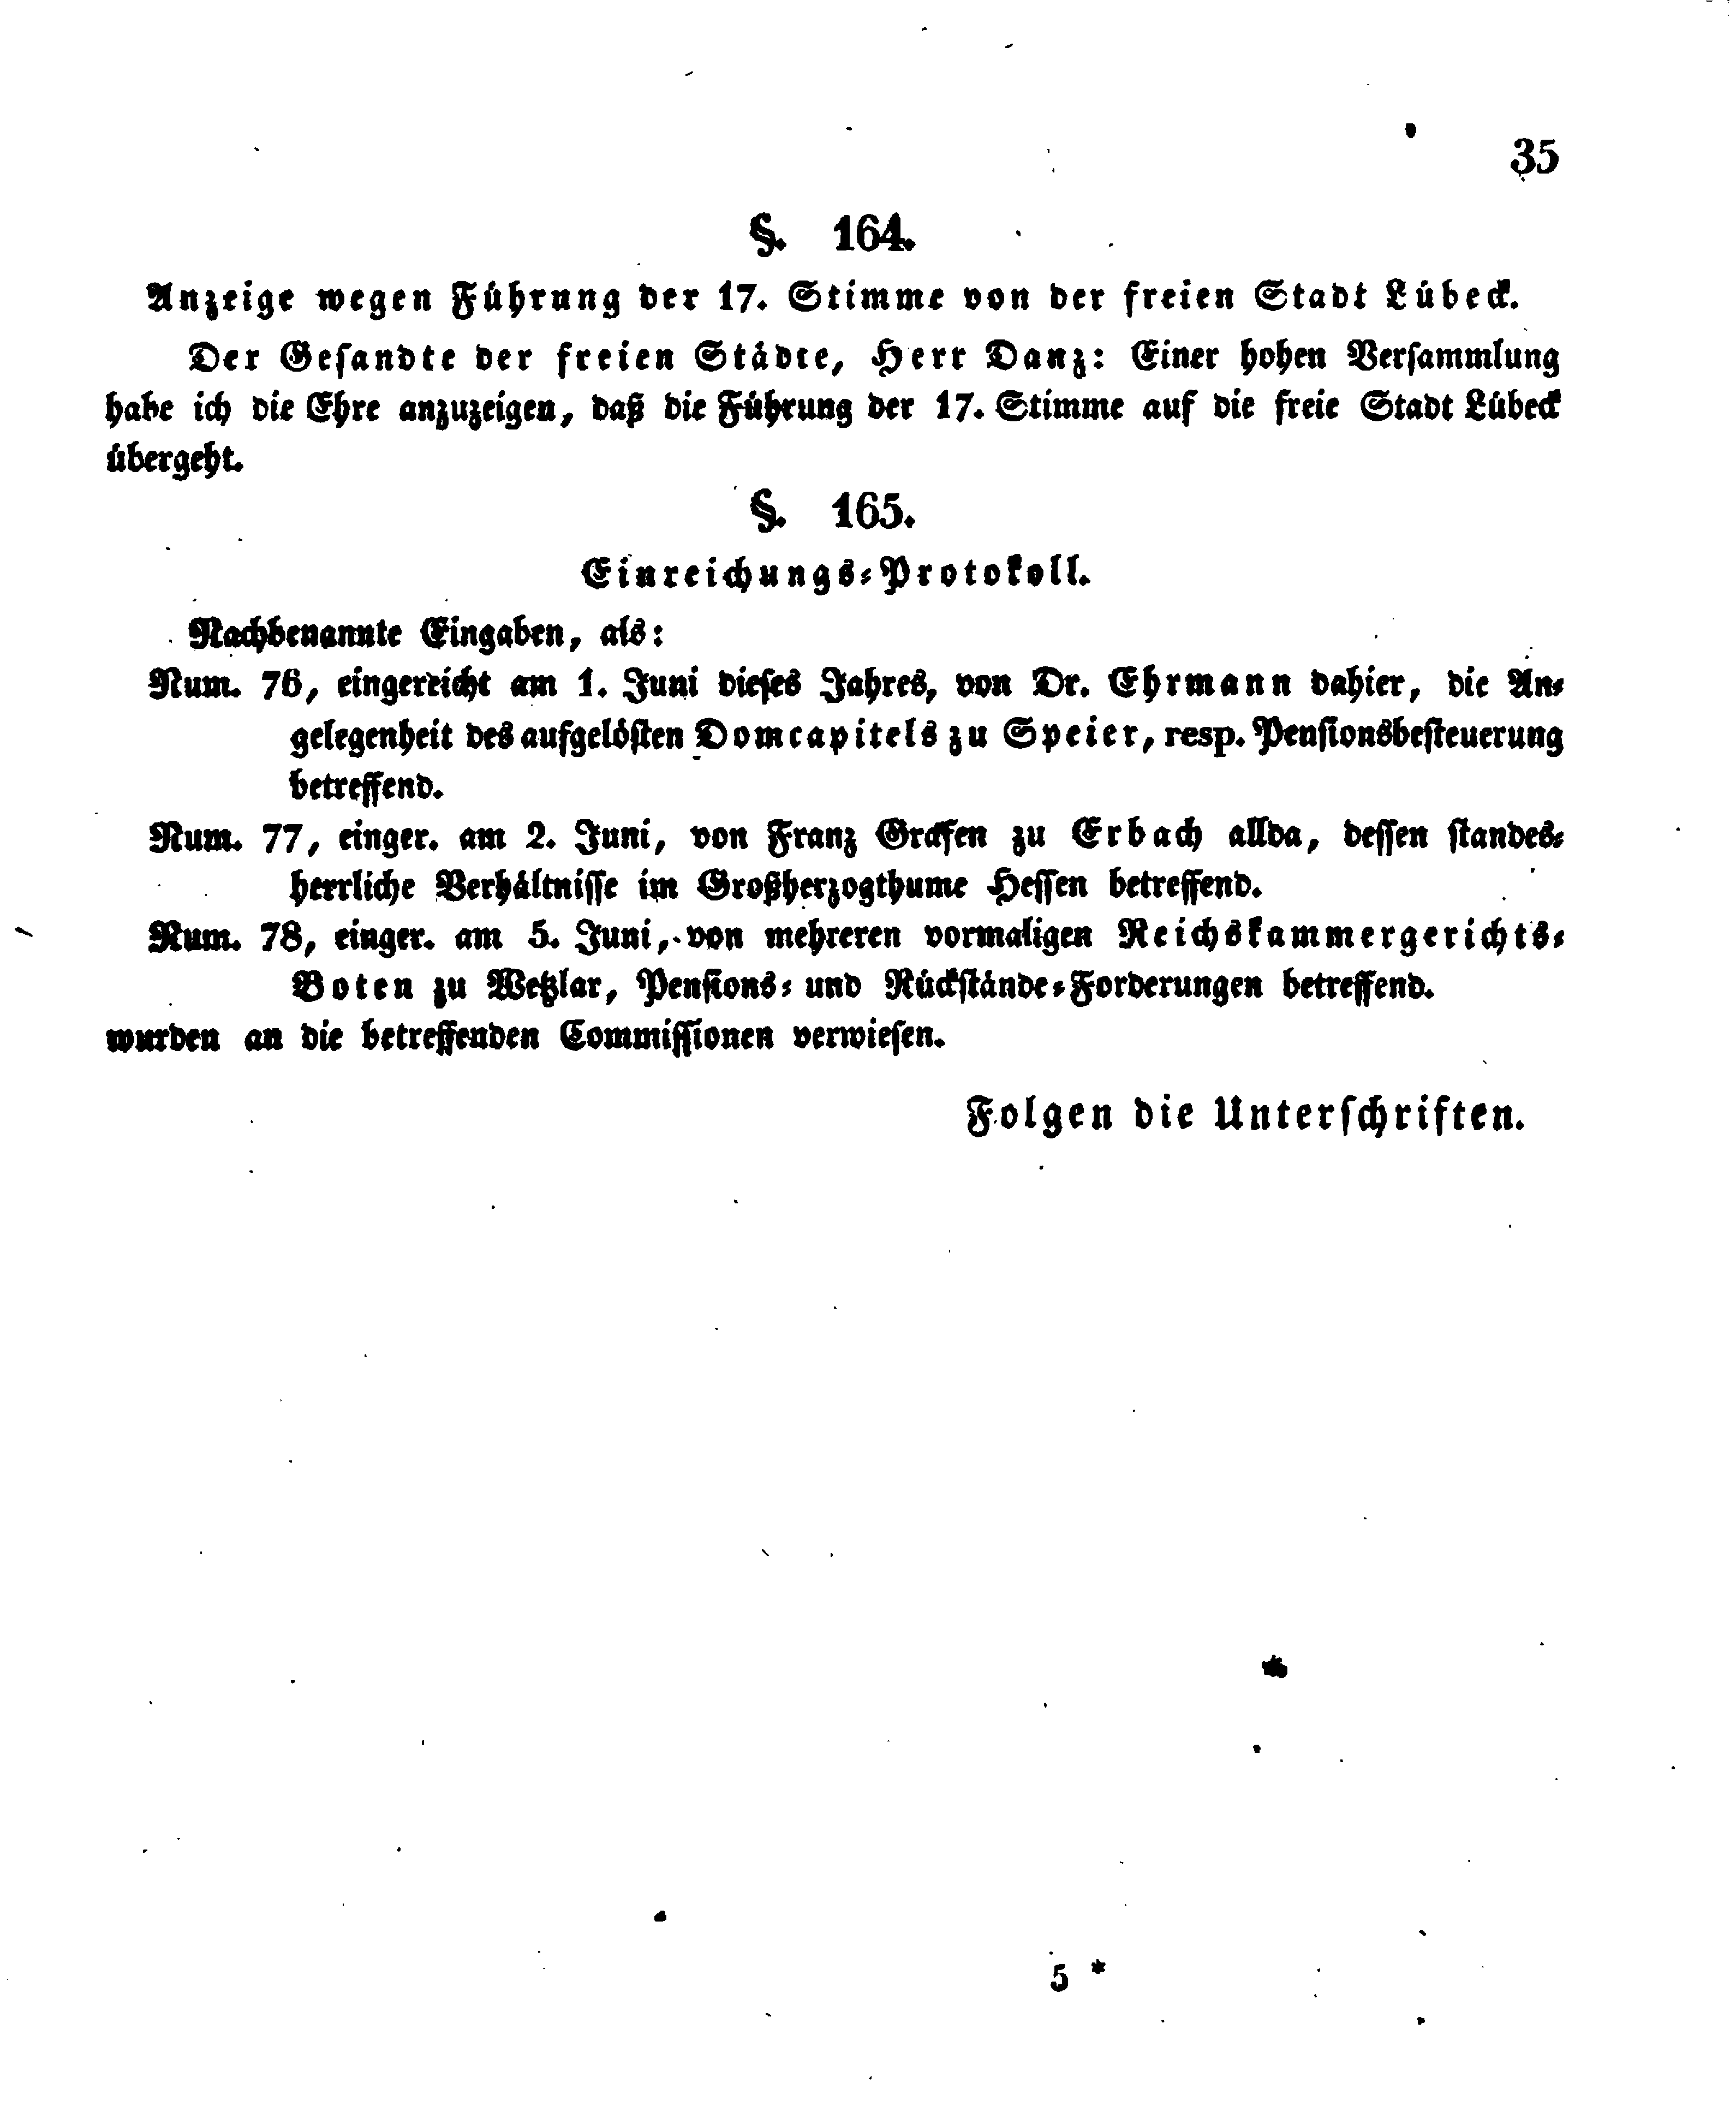 35
§. 164.
Anzeige wegen Führung der 17. Stimme von der freien Stadt Lübeck.
Der Gesandte der freien Städte, Herr Danz: Einer hohen Versammlung
habe ich die Ehre anzuzeigen, daß die Führung der 17. Stimme auf die freie Stadt Lübeck
übergeht.
§. 165.
Einreichungs-Protokoll.
Nachbenannte Eingaben, als:
Num. 76, eingereicht am 1. Juni dieses Jahres, von Dr. Ehrmann dahier, die An-
gelegenheit des aufgelösten Domcapitels zu Speier, resp. Pensionsbesteuerung
betreffend.
Num. 77, einger. am 2. Juni, von Franz Grafen zu Erbach allda, dessen standes-
herrliche Verhältnisse im Großherzogthume Hessen betreffend.
Num. 78, einger. am 5. Juni, von mehreren vormaligen Reichskammergerichts-
Boten zu Wetzlar, Pensions- und Rückstände-Forderungen betreffend.
wurden an die betreffenden Commissionen verwiesen.
Folgen die Unterschriften.
5 *